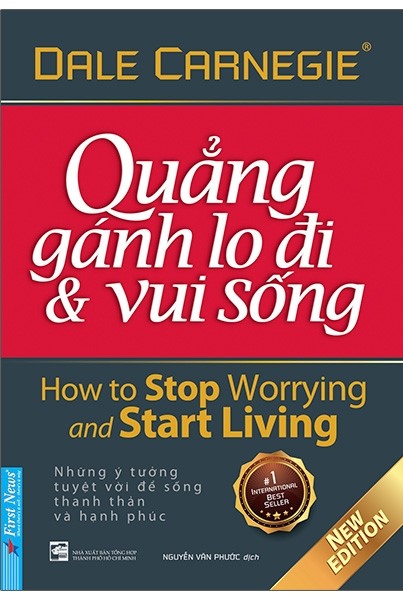 DALE CARNEGIE®
Quẳng
gánh lo đi
& vui sống
How to Stop Worrying
and Start Living
Những ý tưởng
tuyệt vời để sống
thanh thản
và hạnh phúc
#1
INTERNATIONAL
BEST
SELLER
NEW
EDITION
First News
NHÀ XUẤT BẢN TỔNG HỢP
THÀNH PHỐ HỒ CHÍ MINH
NGUYỄN VĂN PHƯỚC dịch